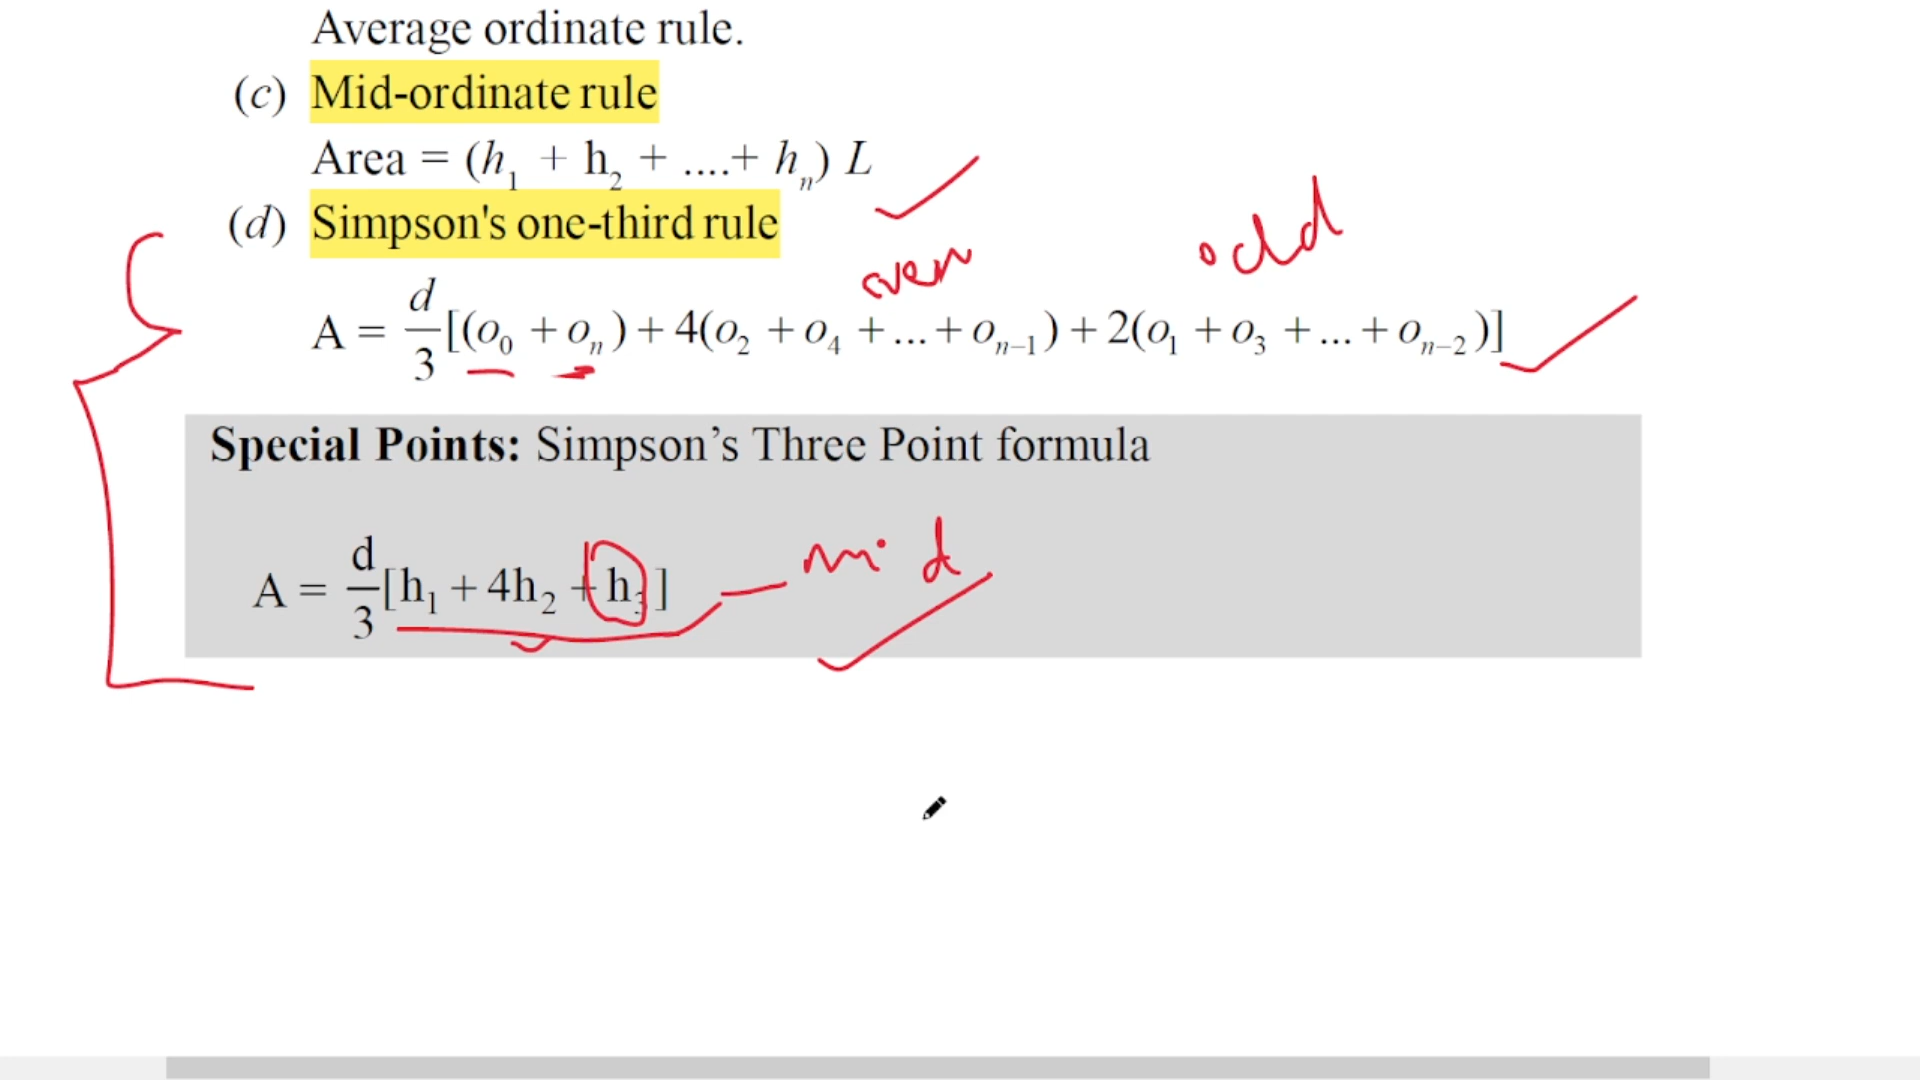 Average ordinate rule.
(c) Mid-ordinate rule
Area = (h₁ + h₂ + ....+ hₙ) L
(d) Simpson's one-third rule
even odd
A = d/3 [(o₀ + oₙ) + 4(o₂ + o₄ + ... + oₙ₋₁) + 2(o₁ + o₃ + ... + oₙ₋₂)]
Special Points: Simpson’s Three Point formula
A = d/3 [h₁ + 4h₂ + h₃] mid